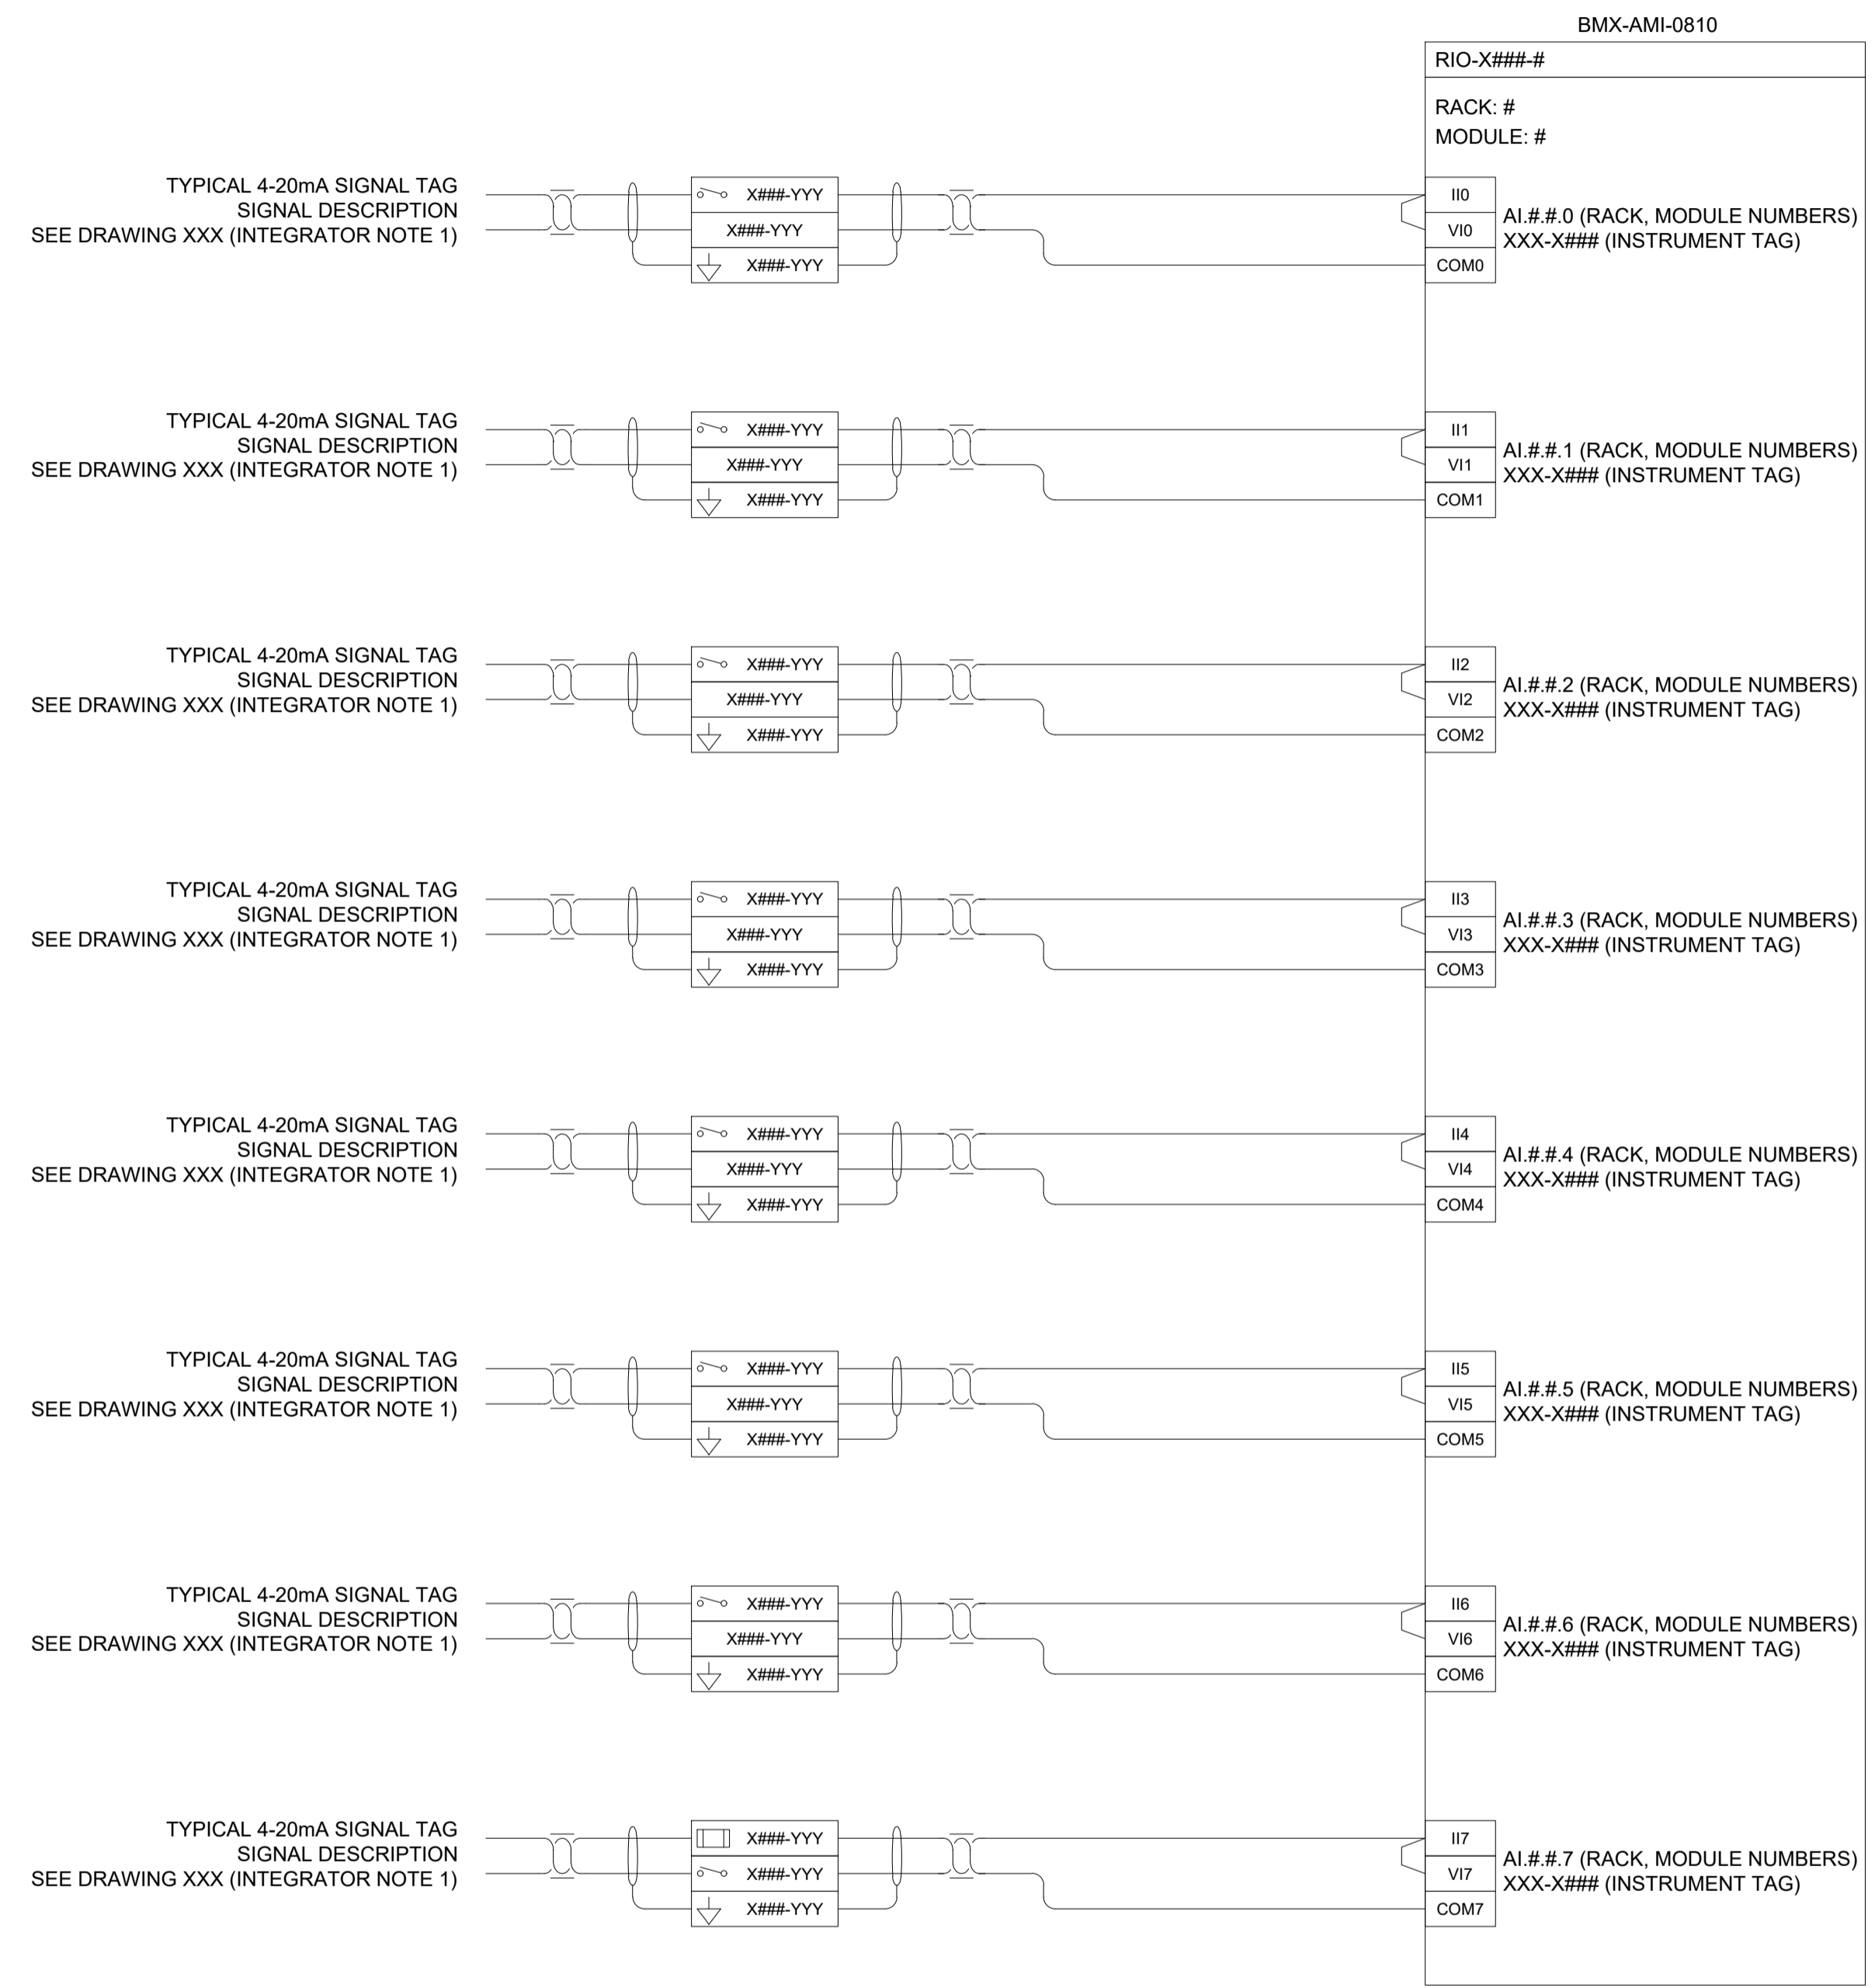 BMX-AMI-0810
RIO-X###-#
RACK: #
MODULE: #
TYPICAL 4-20mA SIGNAL TAG
SIGNAL DESCRIPTION
SEE DRAWING XXX (INTEGRATOR NOTE 1)
X###-YYY
X###-YYY
X###-YYY
II0
VI0
COM0
AI.#.#.0 (RACK, MODULE NUMBERS)
XXX-X### (INSTRUMENT TAG)
TYPICAL 4-20mA SIGNAL TAG
SIGNAL DESCRIPTION
SEE DRAWING XXX (INTEGRATOR NOTE 1)
X###-YYY
X###-YYY
X###-YYY
II1
VI1
COM1
AI.#.#.1 (RACK, MODULE NUMBERS)
XXX-X### (INSTRUMENT TAG)
TYPICAL 4-20mA SIGNAL TAG
SIGNAL DESCRIPTION
SEE DRAWING XXX (INTEGRATOR NOTE 1)
X###-YYY
X###-YYY
X###-YYY
II2
VI2
COM2
AI.#.#.2 (RACK, MODULE NUMBERS)
XXX-X### (INSTRUMENT TAG)
TYPICAL 4-20mA SIGNAL TAG
SIGNAL DESCRIPTION
SEE DRAWING XXX (INTEGRATOR NOTE 1)
X###-YYY
X###-YYY
X###-YYY
II3
VI3
COM3
AI.#.#.3 (RACK, MODULE NUMBERS)
XXX-X### (INSTRUMENT TAG)
TYPICAL 4-20mA SIGNAL TAG
SIGNAL DESCRIPTION
SEE DRAWING XXX (INTEGRATOR NOTE 1)
X###-YYY
X###-YYY
X###-YYY
II4
VI4
COM4
AI.#.#.4 (RACK, MODULE NUMBERS)
XXX-X### (INSTRUMENT TAG)
TYPICAL 4-20mA SIGNAL TAG
SIGNAL DESCRIPTION
SEE DRAWING XXX (INTEGRATOR NOTE 1)
X###-YYY
X###-YYY
X###-YYY
II5
VI5
COM5
AI.#.#.5 (RACK, MODULE NUMBERS)
XXX-X### (INSTRUMENT TAG)
TYPICAL 4-20mA SIGNAL TAG
SIGNAL DESCRIPTION
SEE DRAWING XXX (INTEGRATOR NOTE 1)
X###-YYY
X###-YYY
X###-YYY
II6
VI6
COM6
AI.#.#.6 (RACK, MODULE NUMBERS)
XXX-X### (INSTRUMENT TAG)
TYPICAL 4-20mA SIGNAL TAG
SIGNAL DESCRIPTION
SEE DRAWING XXX (INTEGRATOR NOTE 1)
X###-YYY
X###-YYY
X###-YYY
II7
VI7
COM7
AI.#.#.7 (RACK, MODULE NUMBERS)
XXX-X### (INSTRUMENT TAG)